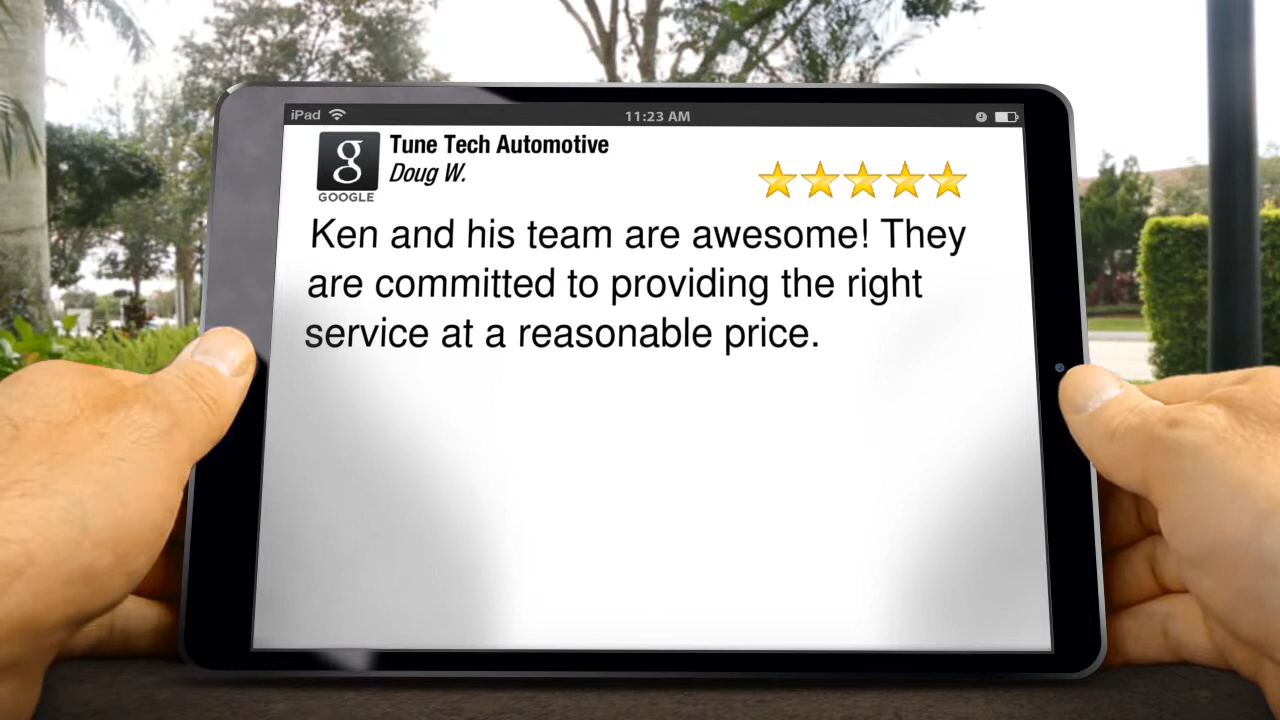 iPad 11:23 AM
Tune Tech Automotive
Doug W.
g
GOOGLE
Ken and his team are awesome! They
are committed to providing the right
service at a reasonable price.